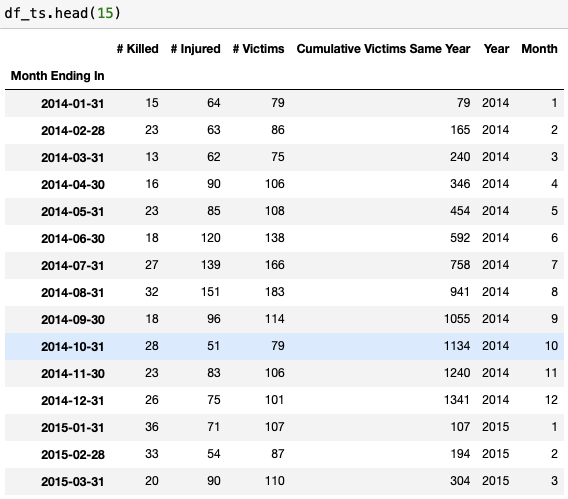 df_ts.head(15)
# Killed # Injured # Victims Cumulative Victims Same Year Year Month
Month Ending In
2014-01-31 15 64 79 79 2014 1
2014-02-28 23 63 86 165 2014 2
2014-03-31 13 62 75 240 2014 3
2014-04-30 16 90 106 346 2014 4
2014-05-31 23 85 108 454 2014 5
2014-06-30 18 120 138 592 2014 6
2014-07-31 27 139 166 758 2014 7
2014-08-31 32 151 183 941 2014 8
2014-09-30 18 96 114 1055 2014 9
2014-10-31 28 51 79 1134 2014 10
2014-11-30 23 83 106 1240 2014 11
2014-12-31 26 75 101 1341 2014 12
2015-01-31 36 71 107 107 2015 1
2015-02-28 33 54 87 194 2015 2
2015-03-31 20 90 110 304 2015 3